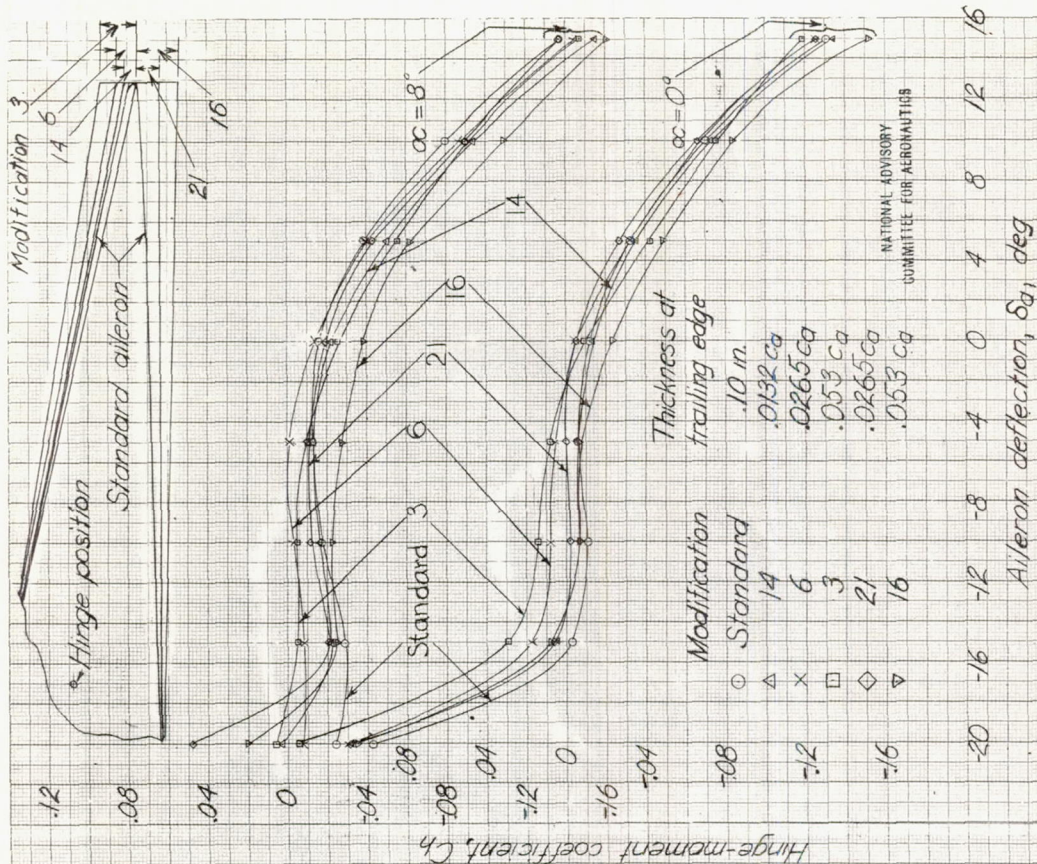 Modification 3
14
6
16
21
Standard aileron
Hinge position
∝=8°
14
16
21
6
3
Standard
∝=0°
.12
.08
.04
0
-.04
-.08
-.12
-.16
.08
.04
0
-.04
-.08
-.12
-.16
Hinge-moment coefficient, Ch
Modification
Thickness at
trailing edge
Standard .10 in.
14 .0132 ca
6 .0265 ca
3 .053 ca
21 .0265 ca
16 .053 ca
NATIONAL ADVISORY
COMMITTEE FOR AERONAUTICS
-20 -16 -12 -8 -4 0 4 8 12 16
Aileron deflection, δa, deg